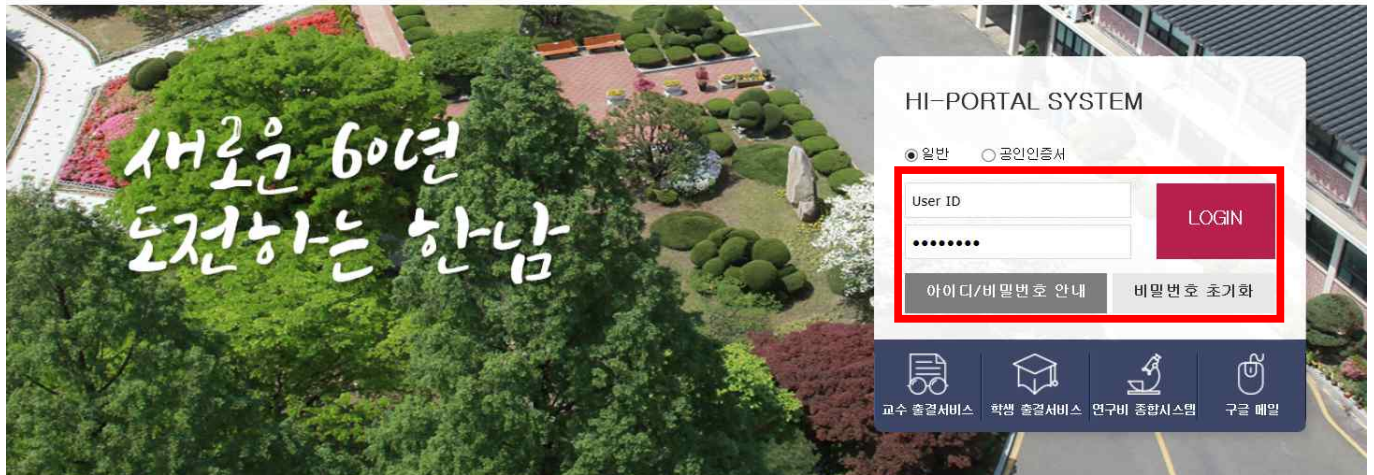 새로운 60년
도전하는 한남
HI-PORTAL SYSTEM
일반 공인인증서
User ID
LOGIN
아이디/비밀번호 안내 비밀번호 초기화
교수 출결서비스 학생 출결서비스 연구비 종합시스템 구글 메일